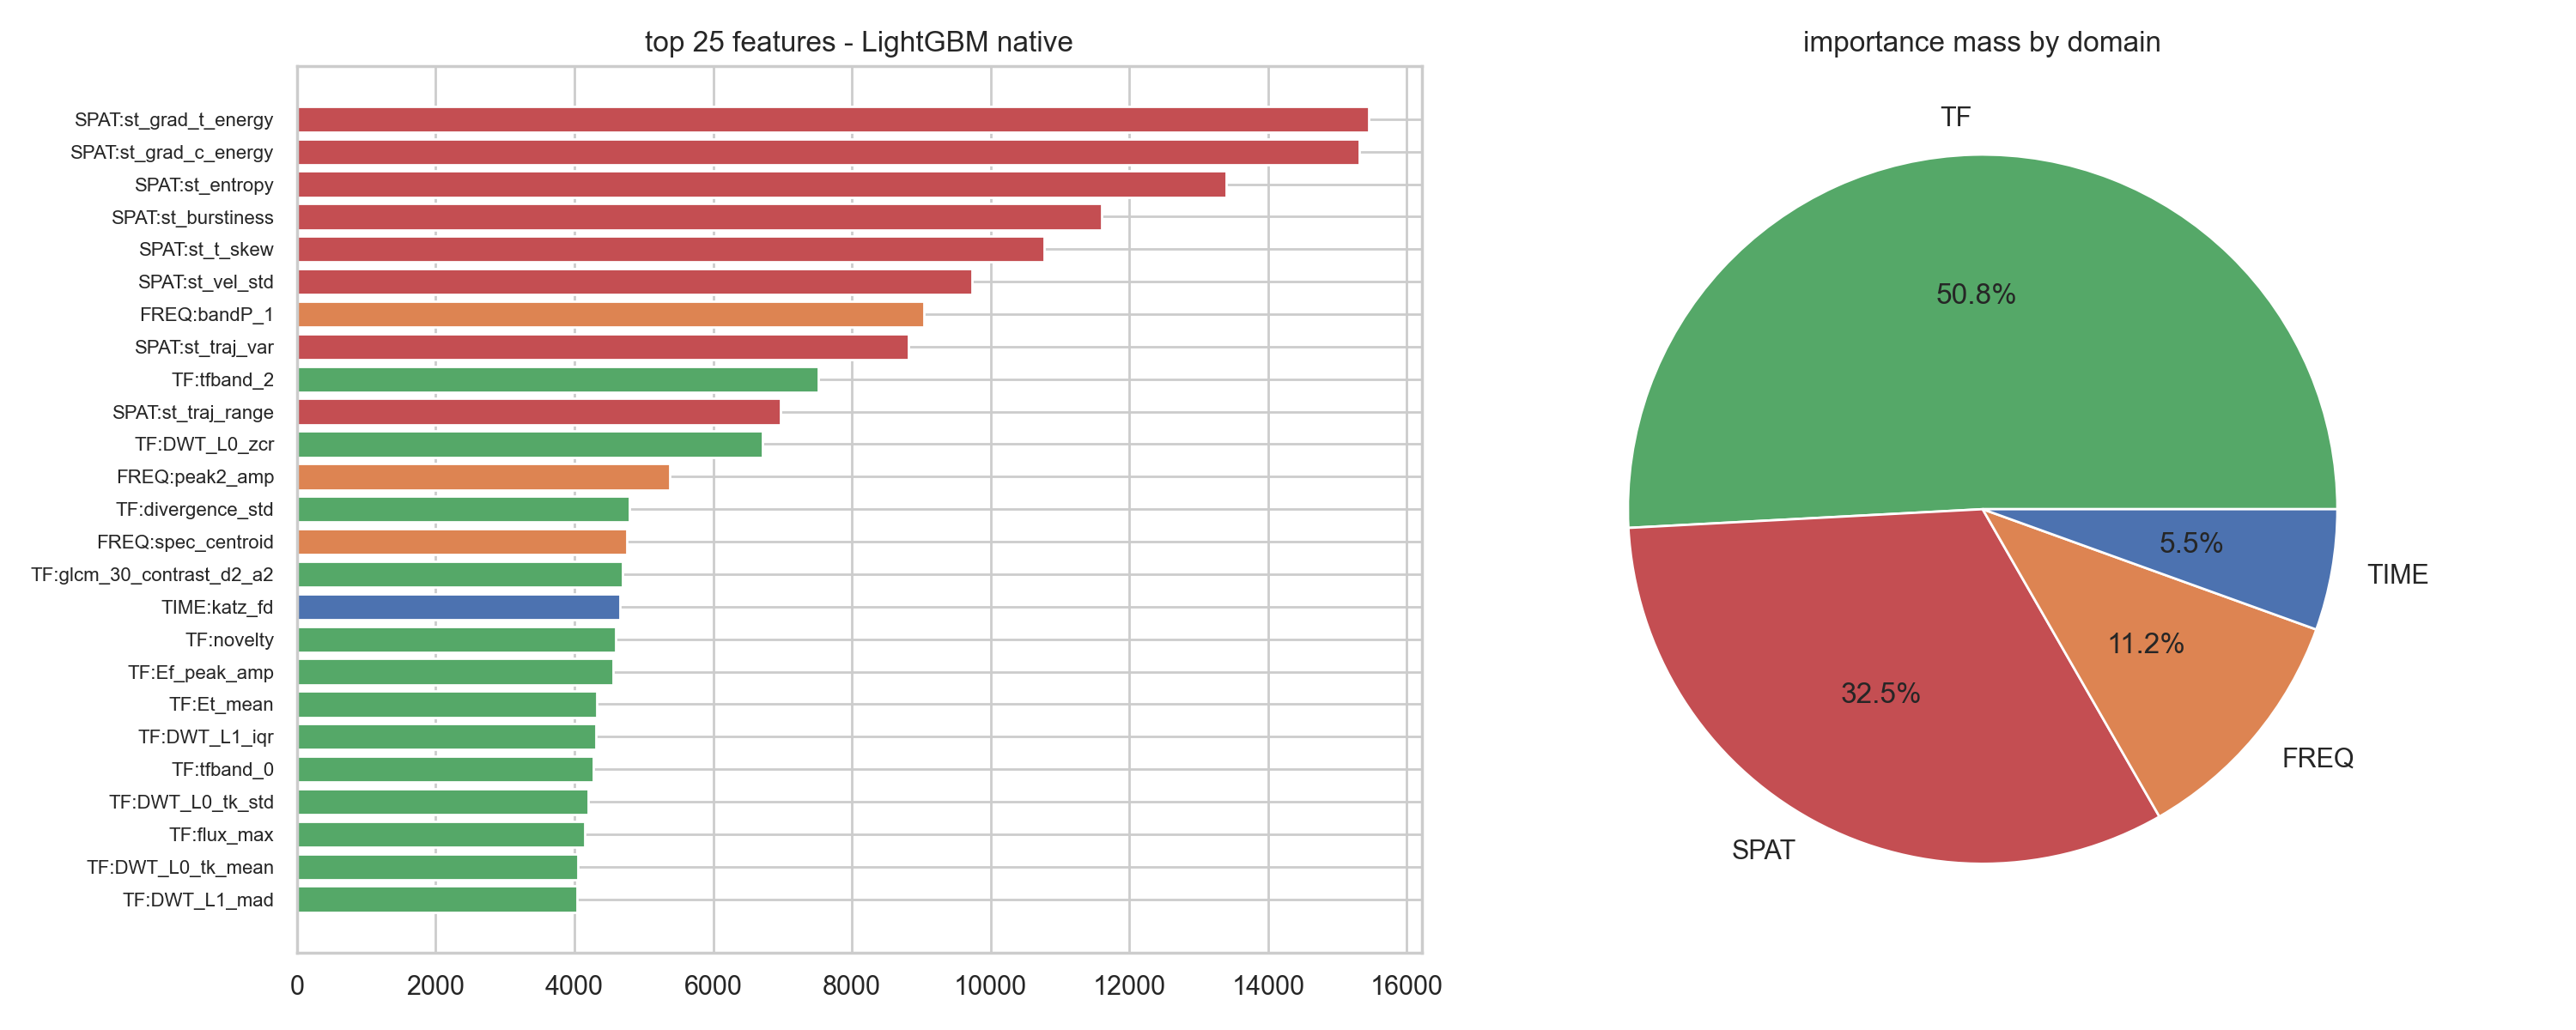 top 25 features - LightGBM native
SPAT:st_grad_t_energy
SPAT:st_grad_c_energy
SPAT:st_entropy
SPAT:st_burstiness
SPAT:st_t_skew
SPAT:st_vel_std
FREQ:bandP_1
SPAT:st_traj_var
TF:tfband_2
SPAT:st_traj_range
TF:DWT_L0_zcr
FREQ:peak2_amp
TF:divergence_std
FREQ:spec_centroid
TF:glcm_30_contrast_d2_a2
TIME:katz_fd
TF:novelty
TF:Ef_peak_amp
TF:Et_mean
TF:DWT_L1_iqr
TF:tfband_0
TF:DWT_L0_tk_std
TF:flux_max
TF:DWT_L0_tk_mean
TF:DWT_L1_mad
0 2000 4000 6000 8000 10000 12000 14000 16000
importance mass by domain
TF
50.8%
5.5%
TIME
11.2%
32.5%
FREQ
SPAT